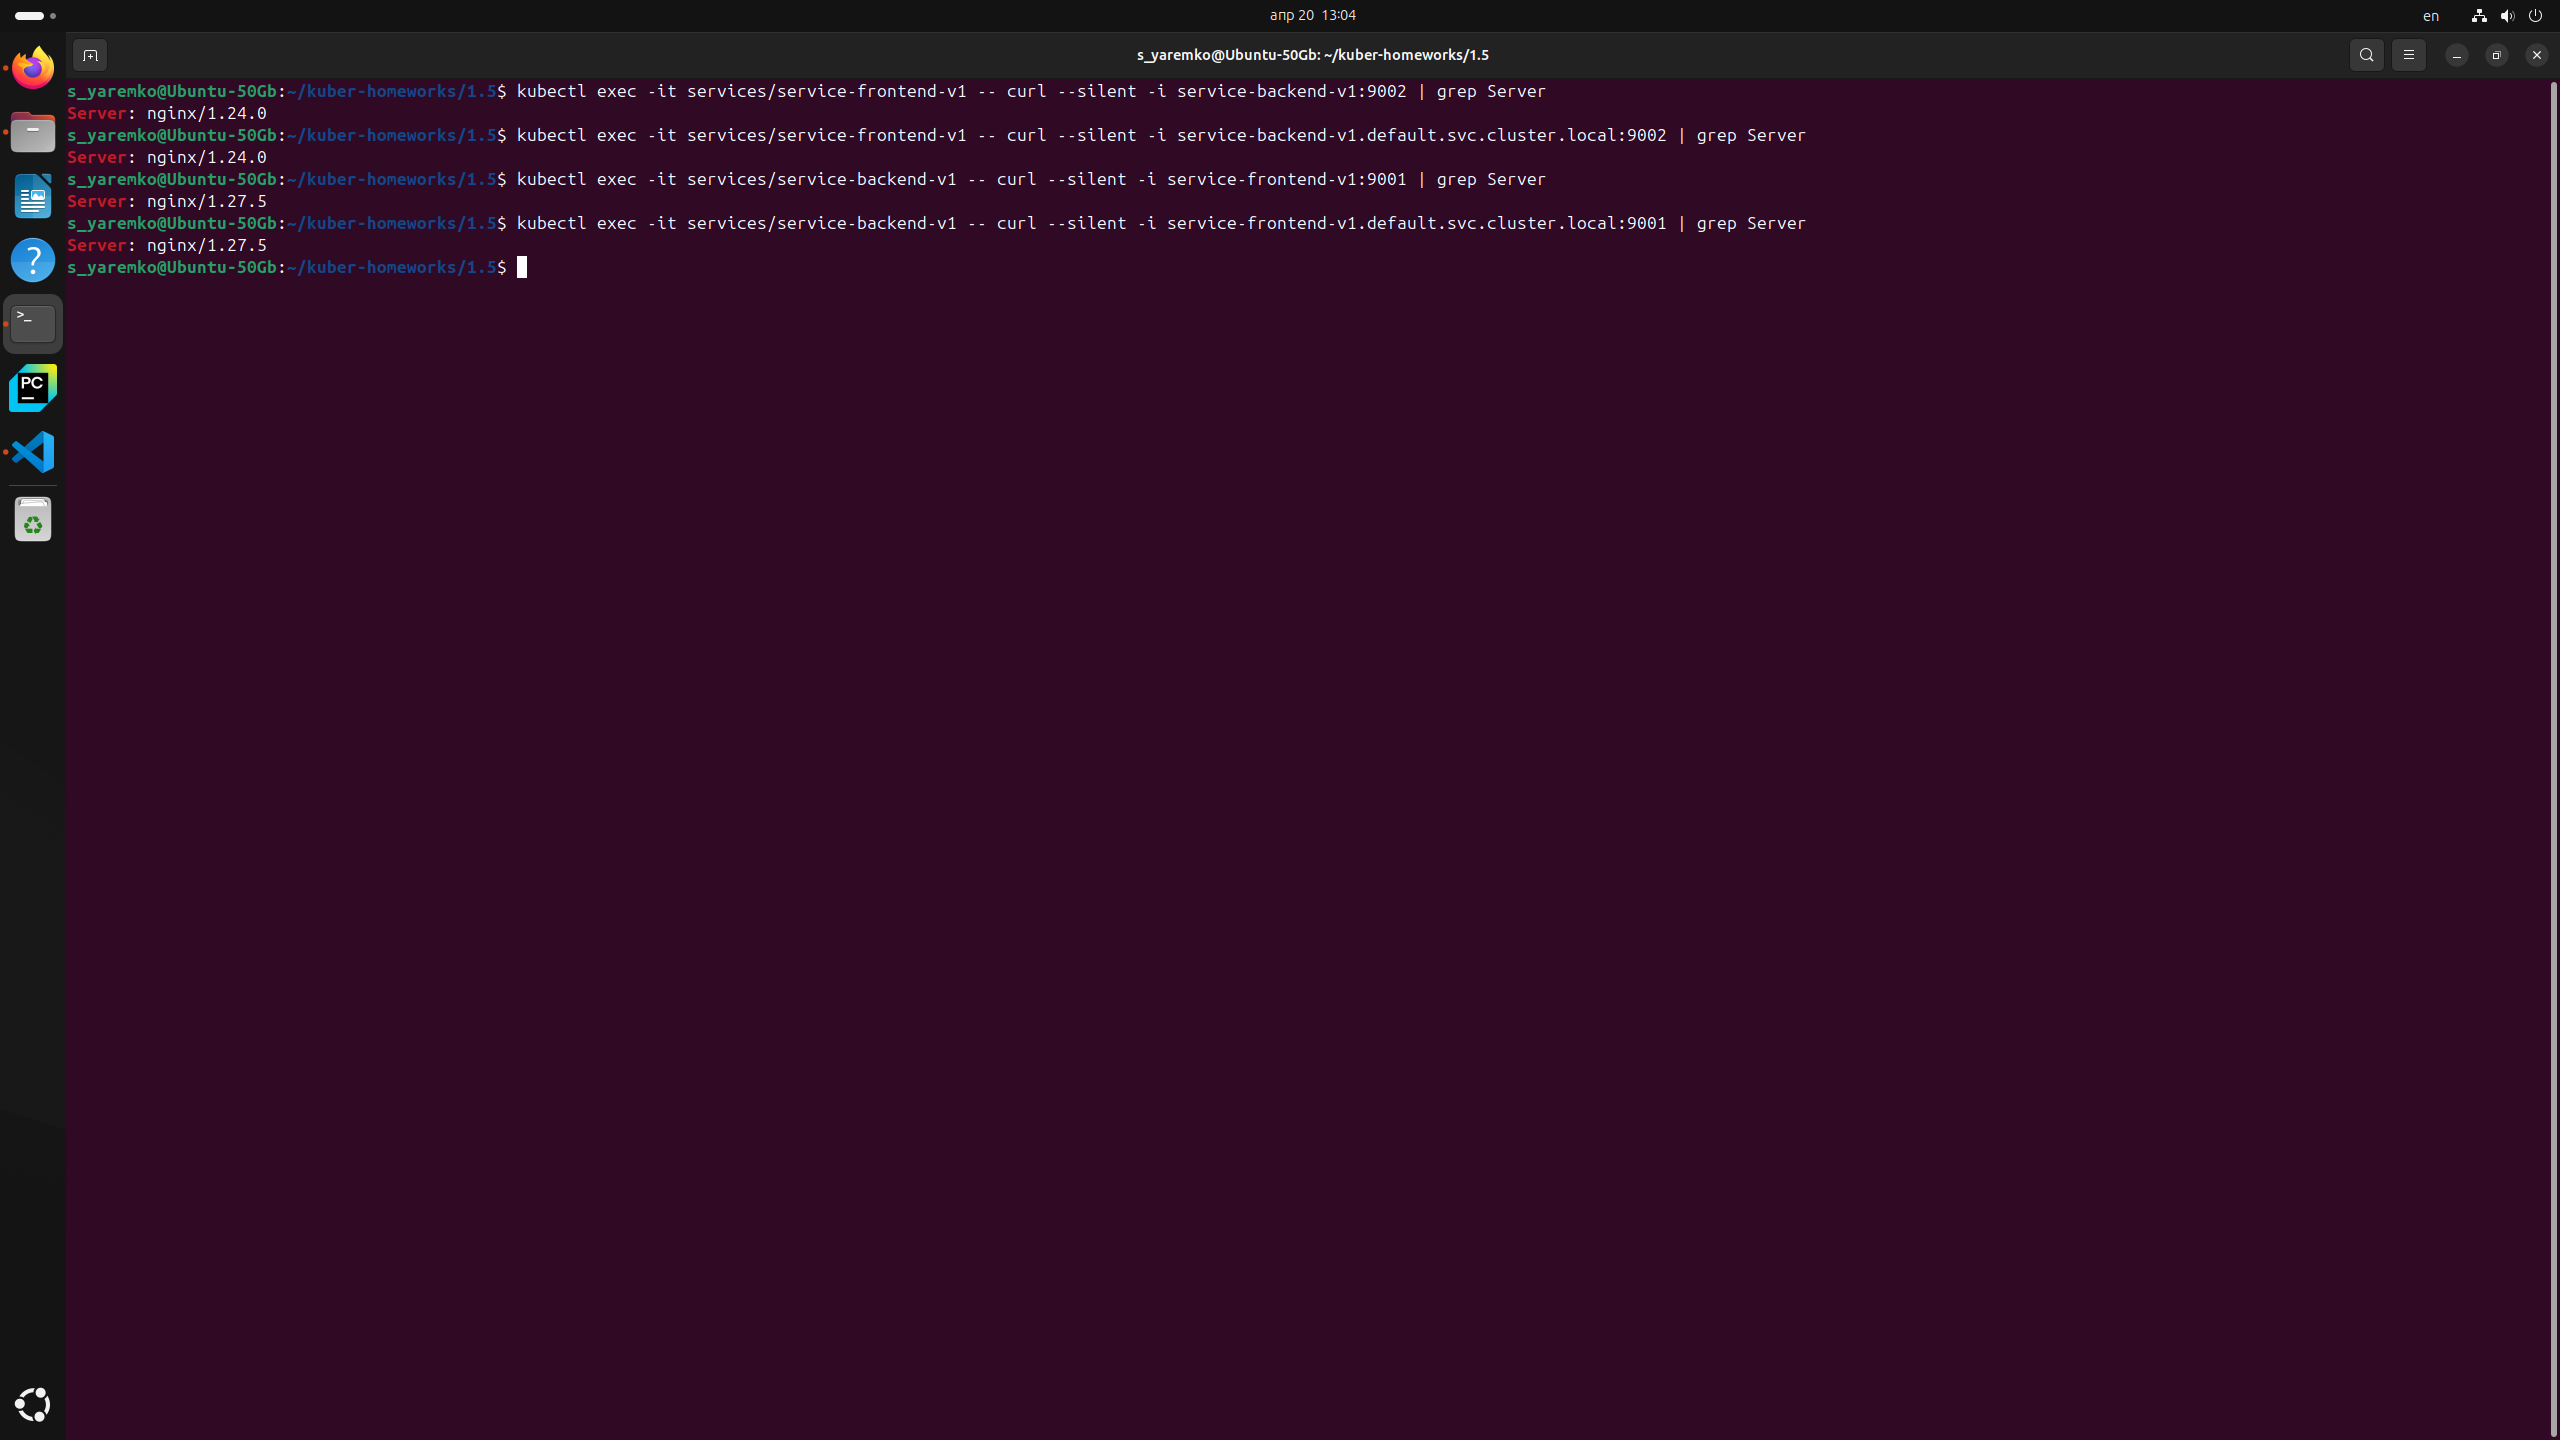 апр 20 13:04
en
s_yaremko@Ubuntu-50Gb: ~/kuber-homeworks/1.5
s_yaremko@Ubuntu-50Gb:~/kuber-homeworks/1.5$ kubectl exec -it services/service-frontend-v1 -- curl --silent -i service-backend-v1:9002 | grep Server
Server: nginx/1.24.0
s_yaremko@Ubuntu-50Gb:~/kuber-homeworks/1.5$ kubectl exec -it services/service-frontend-v1 -- curl --silent -i service-backend-v1.default.svc.cluster.local:9002 | grep Server
Server: nginx/1.24.0
s_yaremko@Ubuntu-50Gb:~/kuber-homeworks/1.5$ kubectl exec -it services/service-backend-v1 -- curl --silent -i service-frontend-v1:9001 | grep Server
Server: nginx/1.27.5
s_yaremko@Ubuntu-50Gb:~/kuber-homeworks/1.5$ kubectl exec -it services/service-backend-v1 -- curl --silent -i service-frontend-v1.default.svc.cluster.local:9001 | grep Server
Server: nginx/1.27.5
s_yaremko@Ubuntu-50Gb:~/kuber-homeworks/1.5$
?
>_
PC